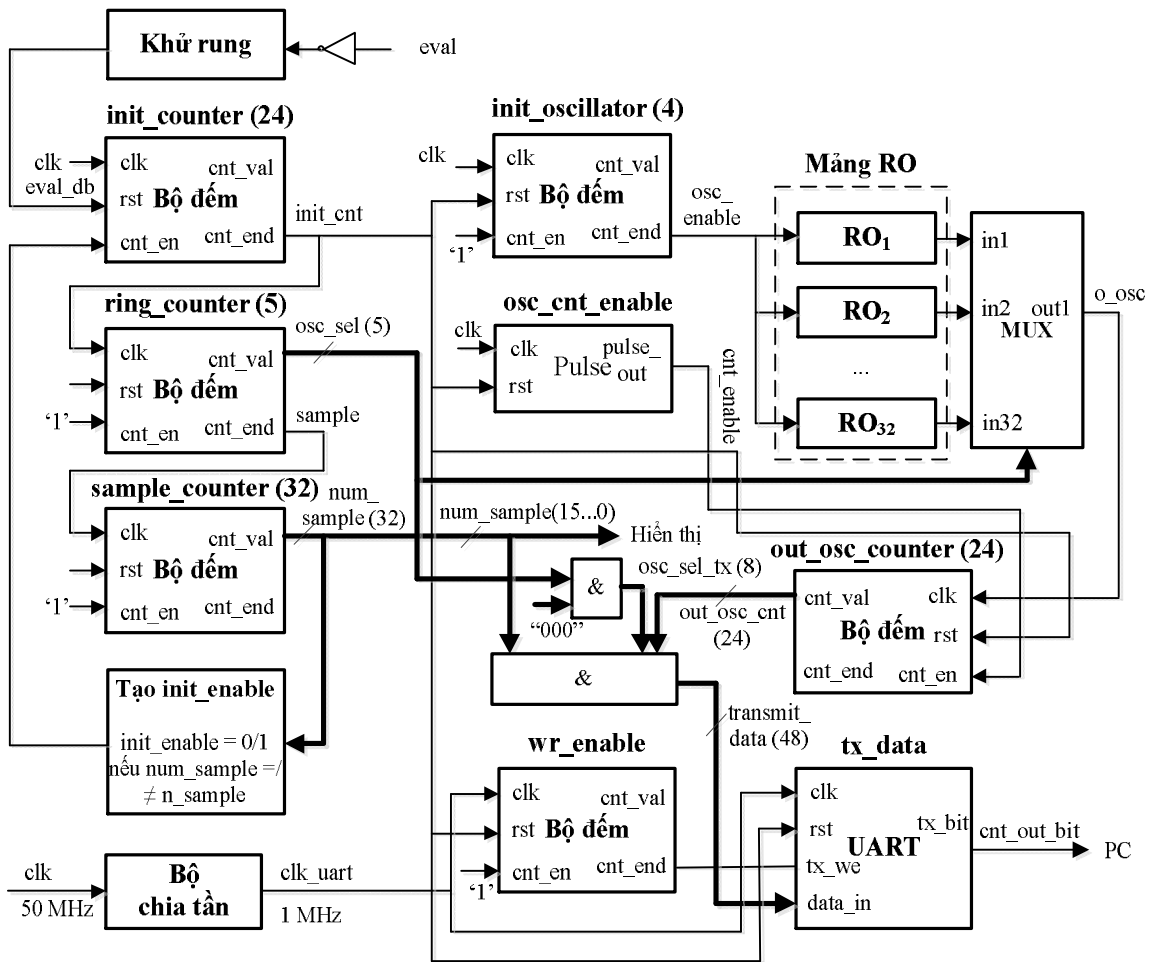 Khử rung
eval
init_counter (24)
clk
eval_db
clk
cnt_val
rst
Bộ đếm
cnt_en
cnt_end
init_cnt
init_oscillator (4)
clk
clk
cnt_val
rst
Bộ đếm
cnt_en
cnt_end
‘1’
osc_
enable
Mảng RO
RO1
RO2
...
RO32
in1
in2
out1
MUX
in32
o_osc
ring_counter (5)
clk
cnt_val
rst
Bộ đếm
cnt_en
cnt_end
‘1’
osc_sel (5)
sample
osc_cnt_enable
clk
clk
pulse_
out
Pulse
rst
cnt_enable
sample_counter (32)
clk
cnt_val
rst
Bộ đếm
cnt_en
cnt_end
‘1’
num_
sample (32)
num_sample(15...0)
Hiển thị
&
“000”
osc_sel_tx (8)
out_osc_cnt
(24)
out_osc_counter (24)
cnt_val
clk
Bộ đếm
rst
cnt_end
cnt_en
&
transmit_
data (48)
Tạo init_enable
init_enable = 0/1
nếu num_sample =/
≠ n_sample
wr_enable
clk
cnt_val
rst
Bộ đếm
cnt_en
cnt_end
‘1’
tx_data
clk
rst
tx_bit
UART
tx_we
data_in
cnt_out_bit
PC
clk
50 MHz
Bộ
chia tần
clk_uart
1 MHz